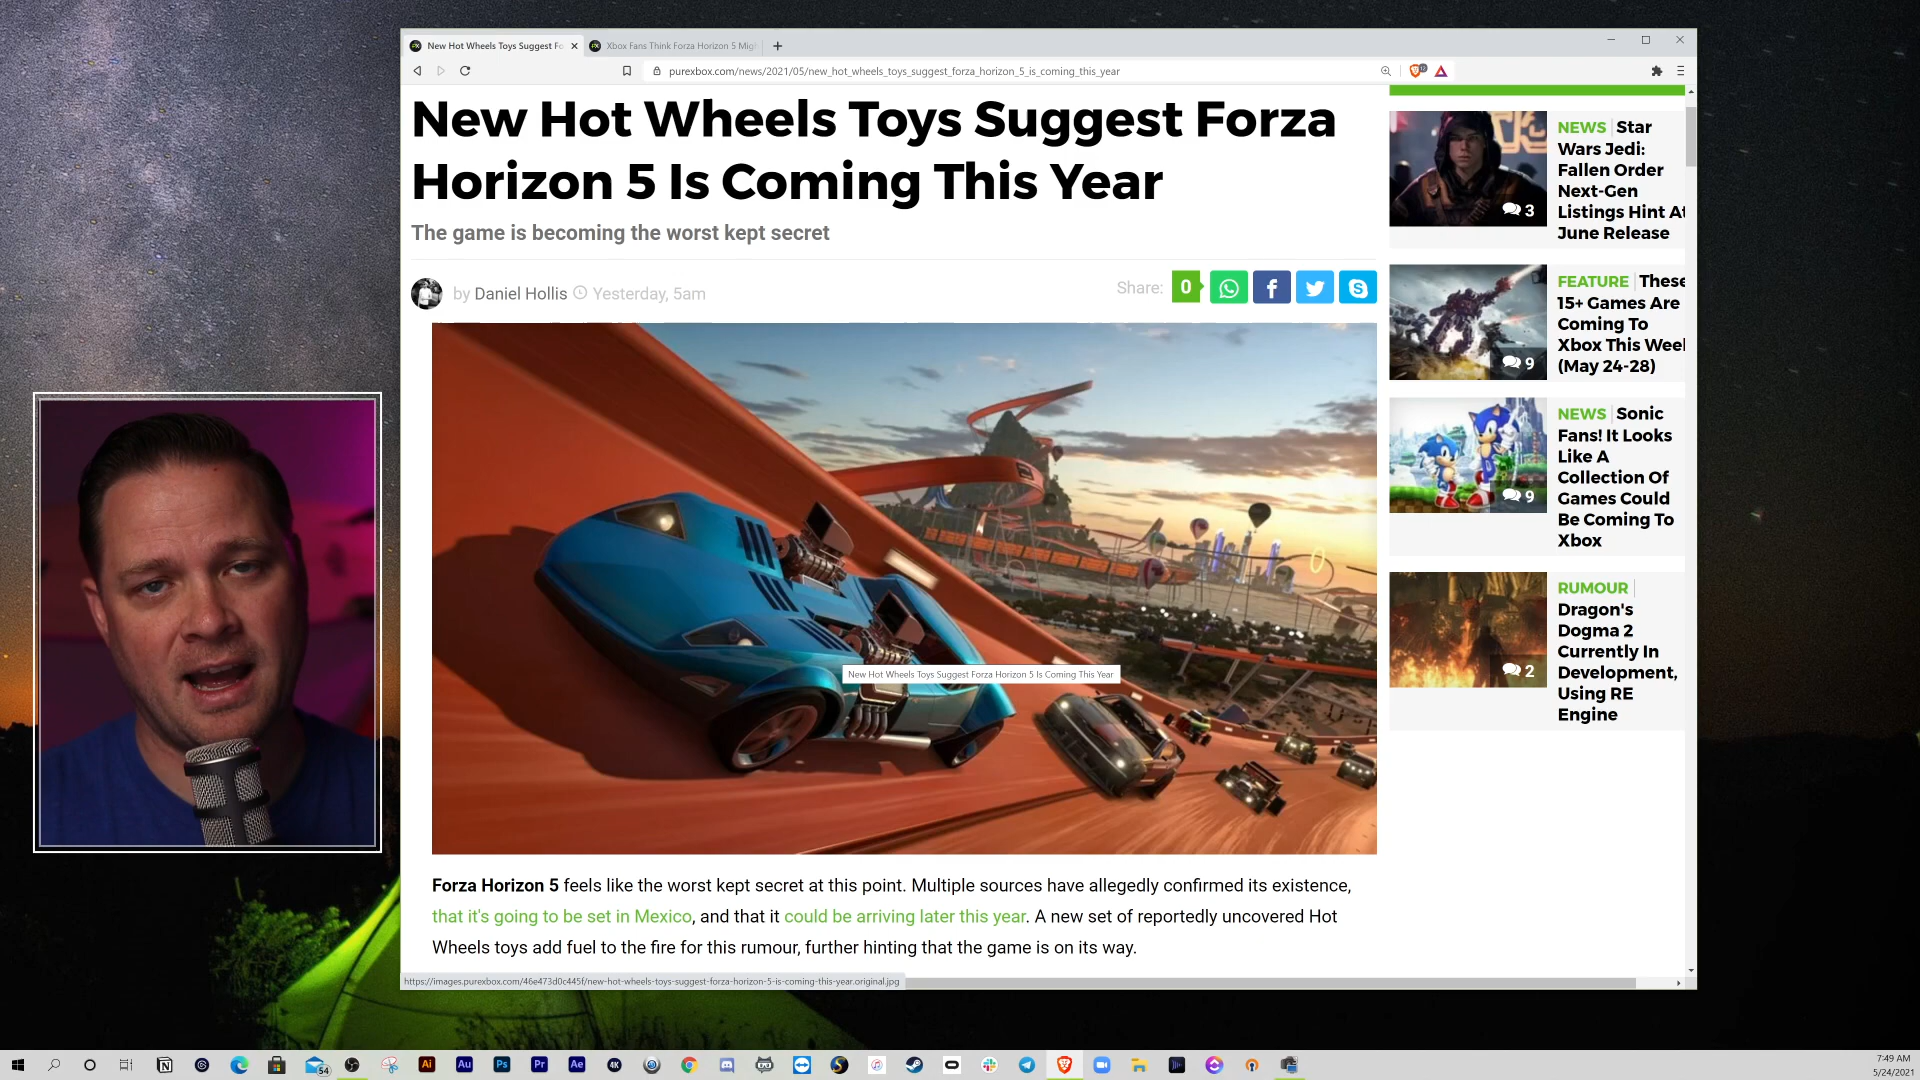 New Hot Wheels Toys Suggest Fo
Xbox Fans Think Forza Horizon 5 Mig
purexbox.com/news/2021/05/new_hot_wheels_toys_suggest_forza_horizon_5_is_coming_this_year
New Hot Wheels Toys Suggest Forza
Horizon 5 Is Coming This Year
The game is becoming the worst kept secret
by Daniel Hollis Yesterday, 5am
Share: 0
New Hot Wheels Toys Suggest Forza Horizon 5 Is Coming This Year
Forza Horizon 5 feels like the worst kept secret at this point. Multiple sources have allegedly confirmed its existence,
that it's going to be set in Mexico, and that it could be arriving later this year. A new set of reportedly uncovered Hot
Wheels toys add fuel to the fire for this rumour, further hinting that the game is on its way.
https://images.purexbox.com/46e473d0c445f/new-hot-wheels-toys-suggest-forza-horizon-5-is-coming-this-year.original.jpg
NEWS Star
Wars Jedi:
Fallen Order
Next-Gen
Listings Hint At
June Release
3
FEATURE These
15+ Games Are
Coming To
Xbox This Week
(May 24-28)
9
NEWS Sonic
Fans! It Looks
Like A
Collection Of
Games Could
Be Coming To
Xbox
9
RUMOUR
Dragon's
Dogma 2
Currently In
Development,
Using RE
Engine
2
54
Ai
Au
Ps
Pr
Ae
4K
7:49 AM
5/24/2021